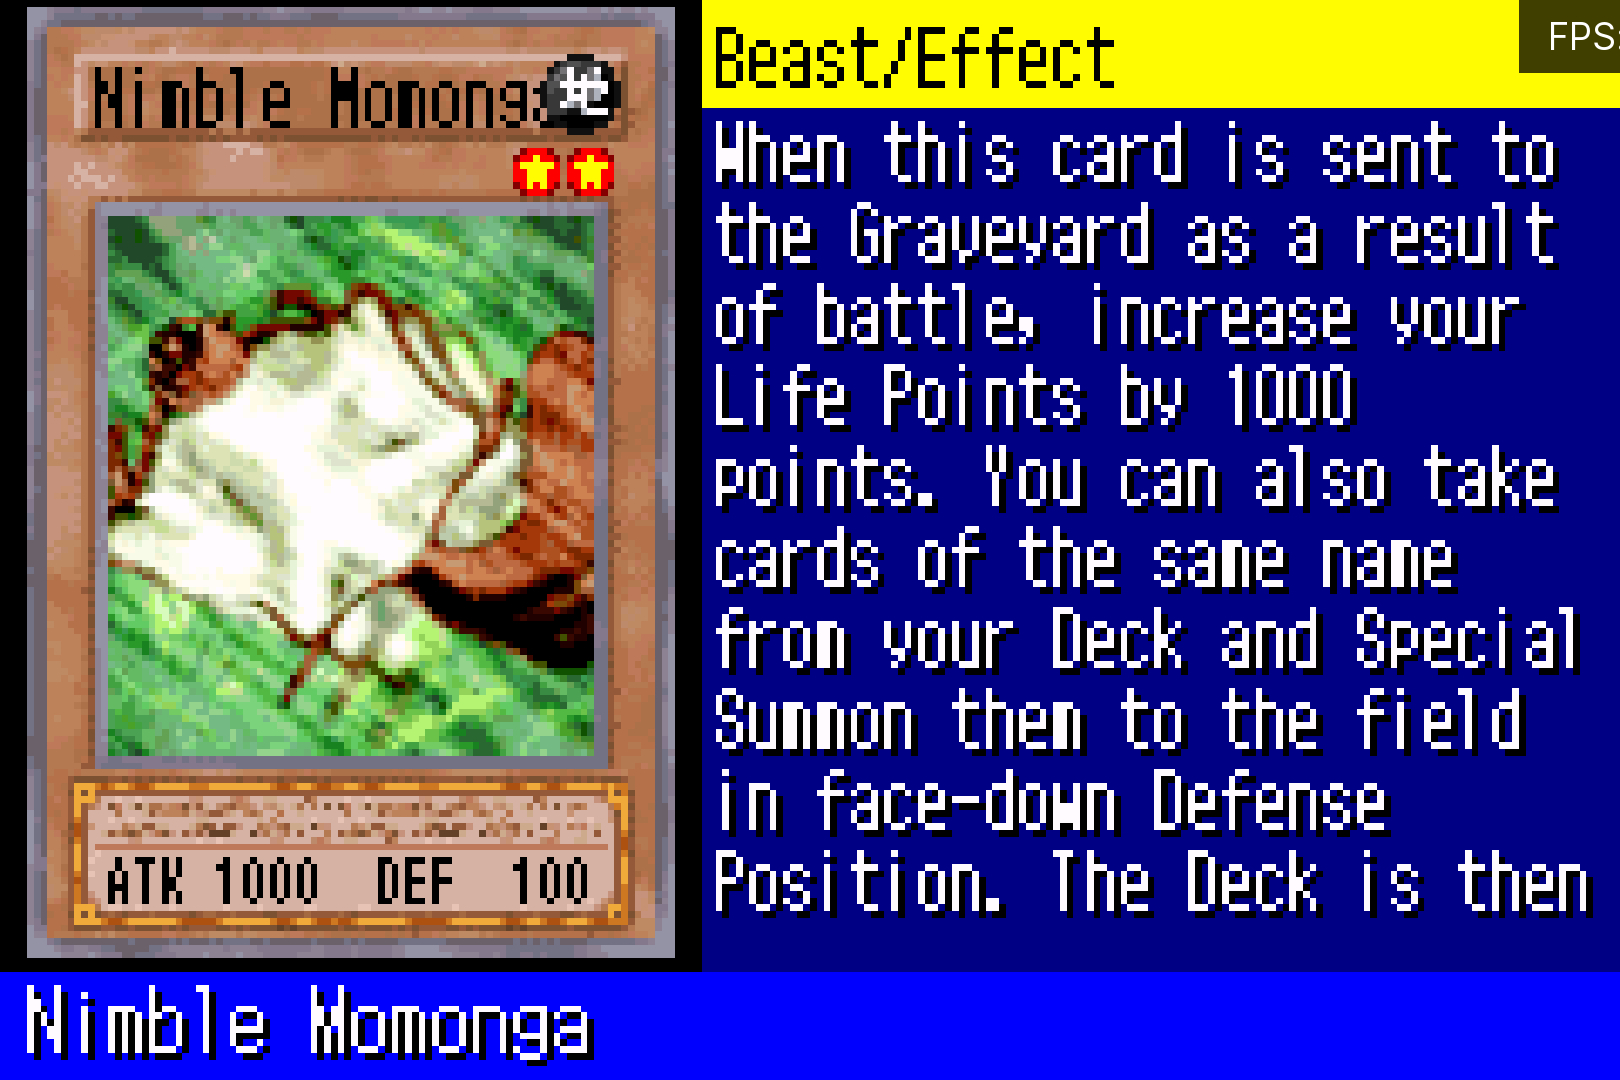 Nimble Momonga 地
Beast/Effect
FPS:
When this card is sent to
the Graveyard as a result
of battle, increase your
Life Points by 1000
points. You can also take
cards of the same name
from your Deck and Special
Summon them to the field
in face-down Defense
Position. The Deck is then
ATK 1000 DEF 100
Nimble Momonga